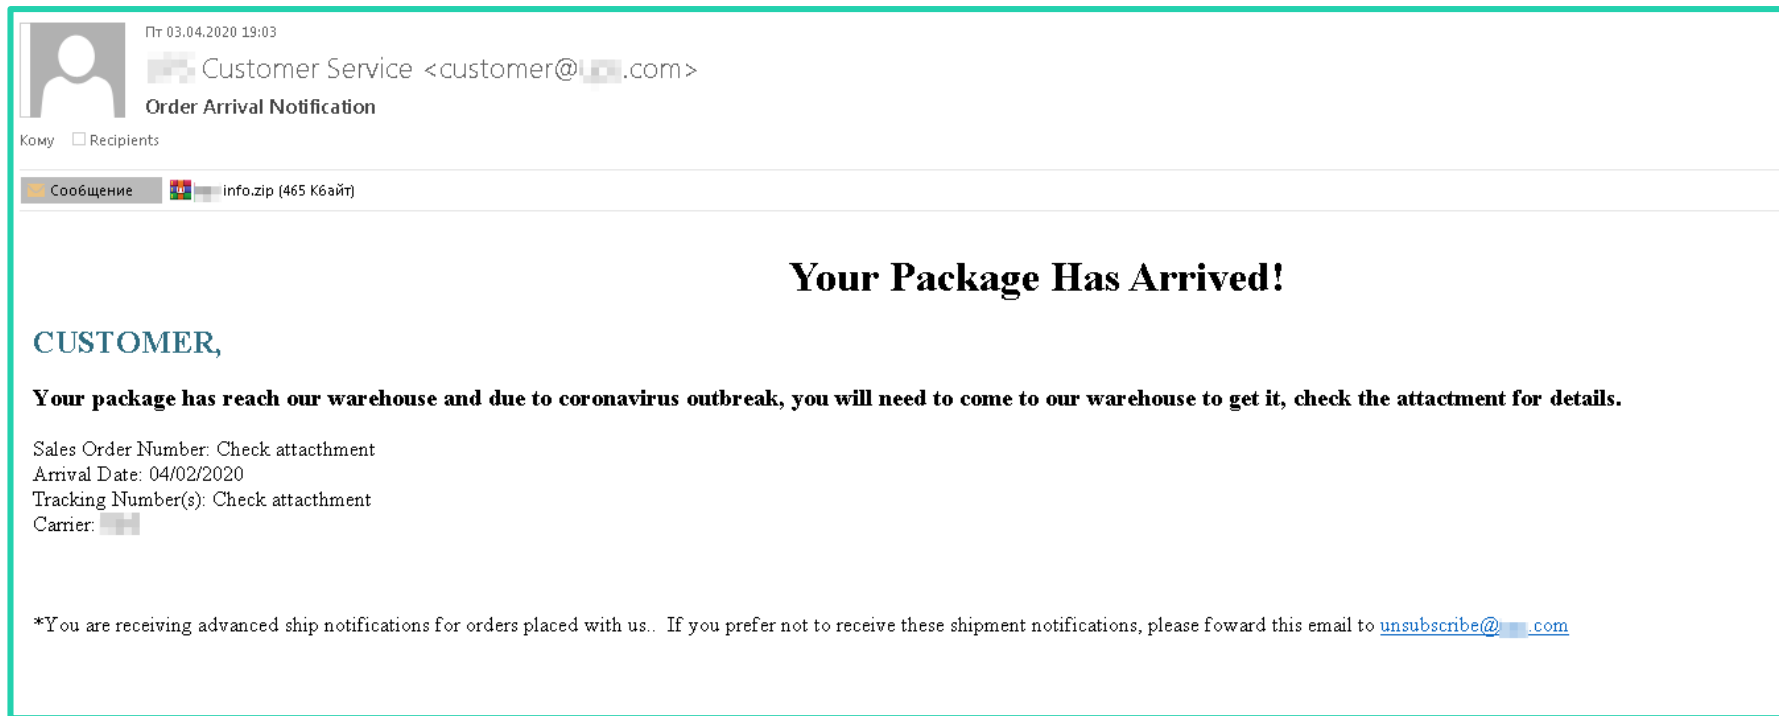 Пт 03.04.2020 19:03
Customer Service <customer@ .com>
Order Arrival Notification
Кому Recipients
Сообщение info.zip (465 Кбайт)
Your Package Has Arrived!
CUSTOMER,
Your package has reach our warehouse and due to coronavirus outbreak, you will need to come to our warehouse to get it, check the attactment for details.
Sales Order Number: Check attacthment
Arrival Date: 04/02/2020
Tracking Number(s): Check attacthment
Carrier:
*You are receiving advanced ship notifications for orders placed with us.. If you prefer not to receive these shipment notifications, please foward this email to unsubscribe@ .com